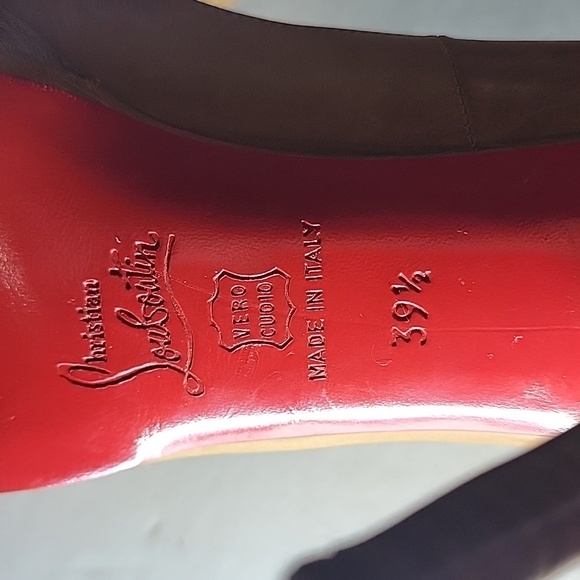 Christian
Louboutin
VERO
CUOIO
MADE IN ITALY
39½